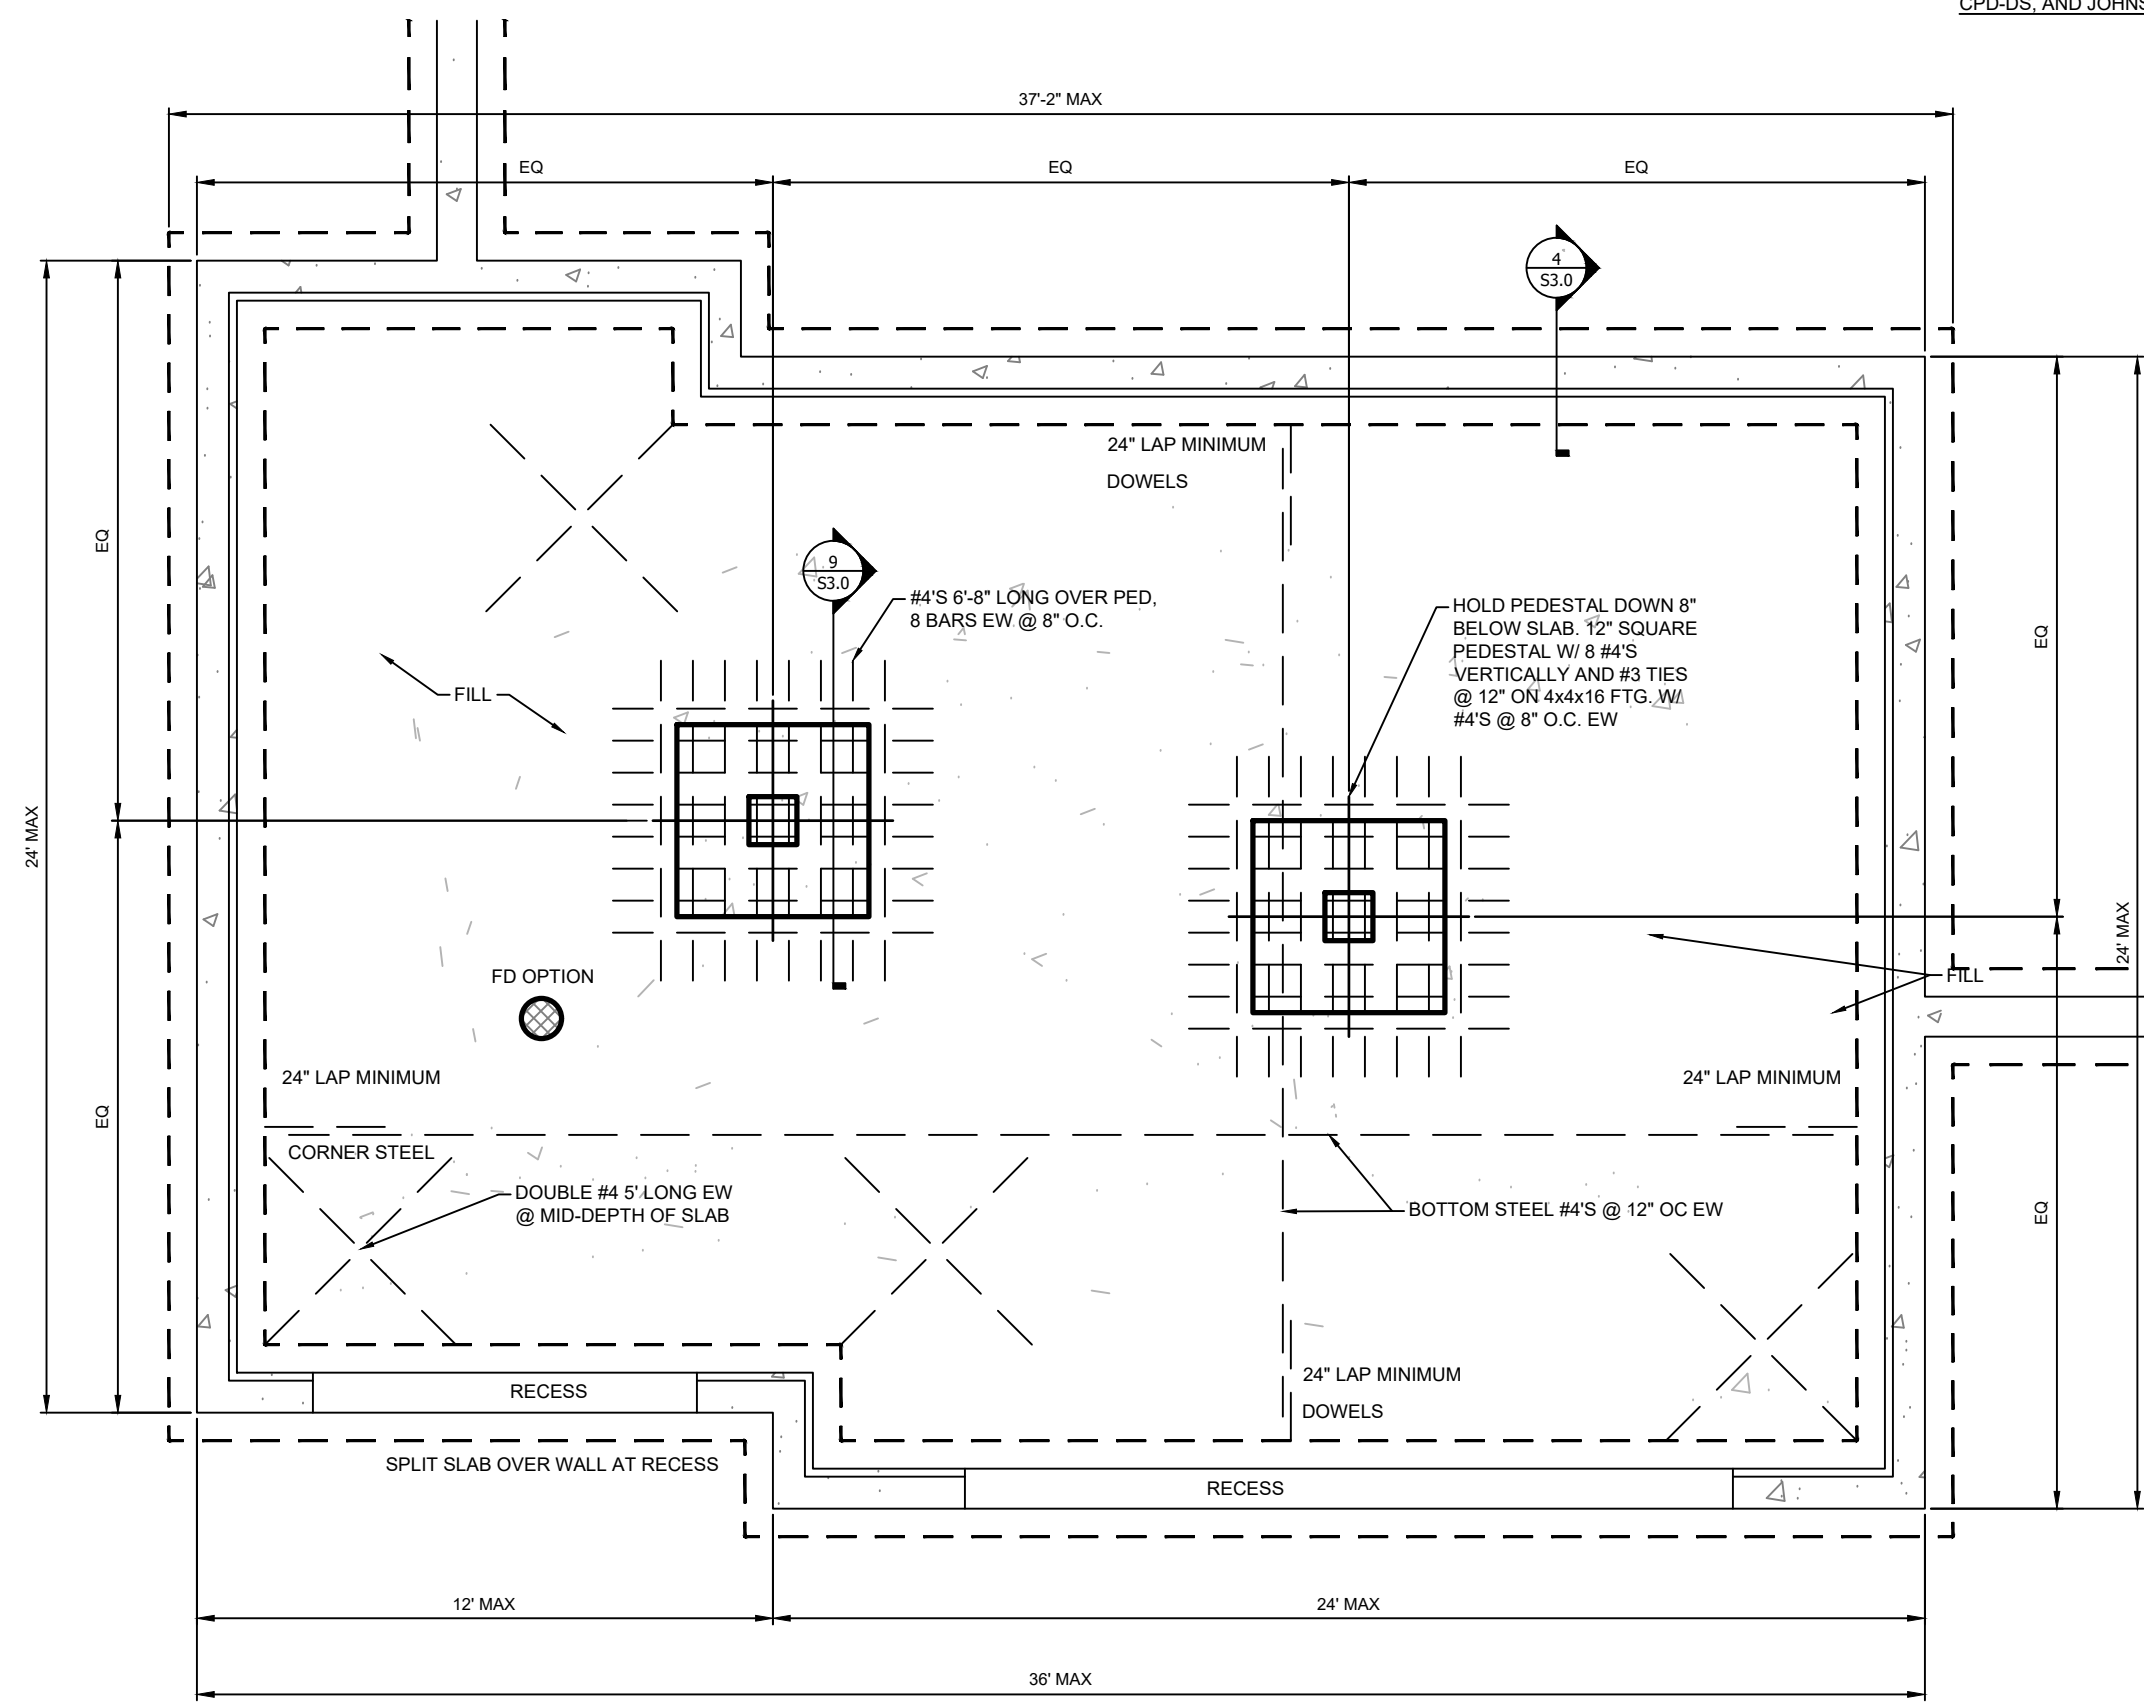 CPD-DS, AND JOHNS
37'-2" MAX
EQ
EQ
EQ
4
S3.0
24" LAP MINIMUM
DOWELS
EQ
9
S3.0
#4'S 6'-8" LONG OVER PED,
8 BARS EW @ 8" O.C.
HOLD PEDESTAL DOWN 8"
BELOW SLAB. 12" SQUARE
PEDESTAL W/ 8 #4'S
VERTICALLY AND #3 TIES
@ 12" ON 4x4x16 FTG. W/
#4'S @ 8" O.C. EW
EQ
FILL
24' MAX
24' MAX
FD OPTION
FILL
24" LAP MINIMUM
24" LAP MINIMUM
EQ
CORNER STEEL
DOUBLE #4 5' LONG EW
@ MID-DEPTH OF SLAB
BOTTOM STEEL #4'S @ 12" OC EW
EQ
24" LAP MINIMUM
DOWELS
RECESS
SPLIT SLAB OVER WALL AT RECESS
RECESS
12' MAX
24' MAX
36' MAX